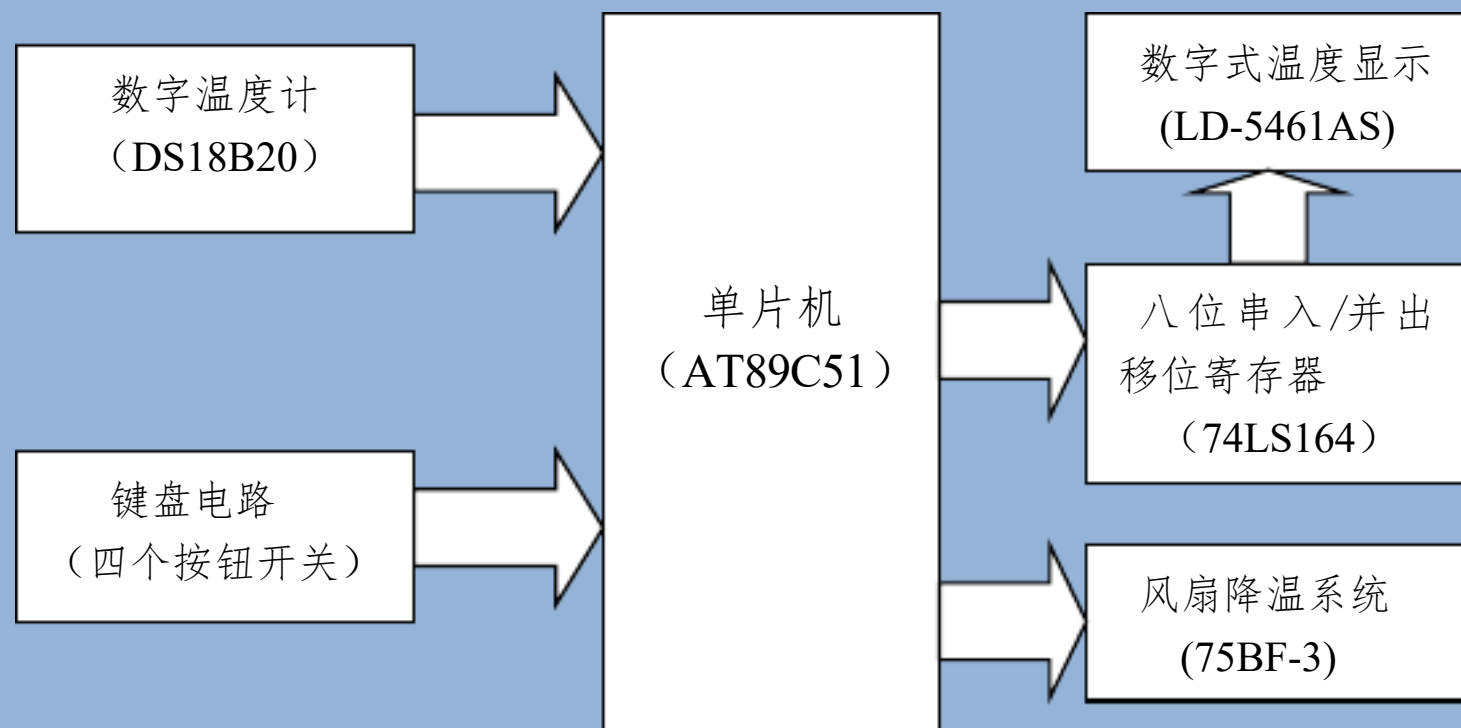 数字温度计
（DS18B20）
键盘电路
（四个按钮开关）
单片机
（AT89C51）
数字式温度显示
(LD-5461AS)
八位串入/并出
移位寄存器
（74LS164）
风扇降温系统
(75BF-3)